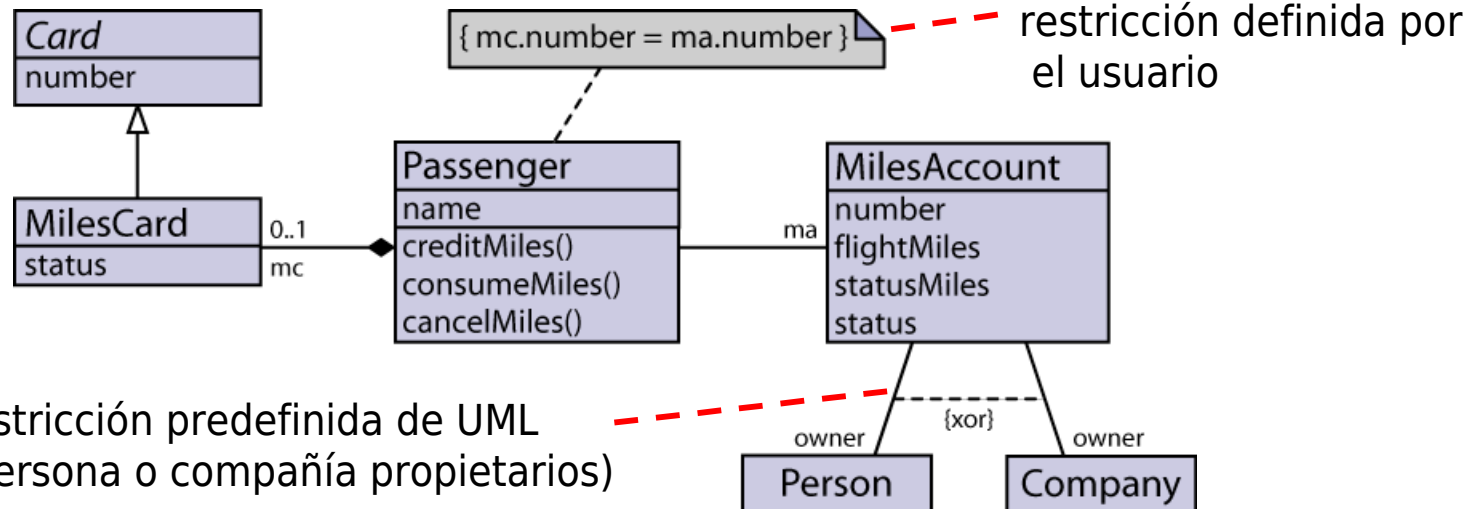 Card
number
{ mc.number = ma.number }
restricción definida por
el usuario
MilesCard
status
0..1
mc
Passenger
name
creditMiles()
consumeMiles()
cancelMiles()
ma
MilesAccount
number
flightMiles
statusMiles
status
stricción predefinida de UML
ersona o compañía propietarios)
owner
{xor}
owner
Person
Company